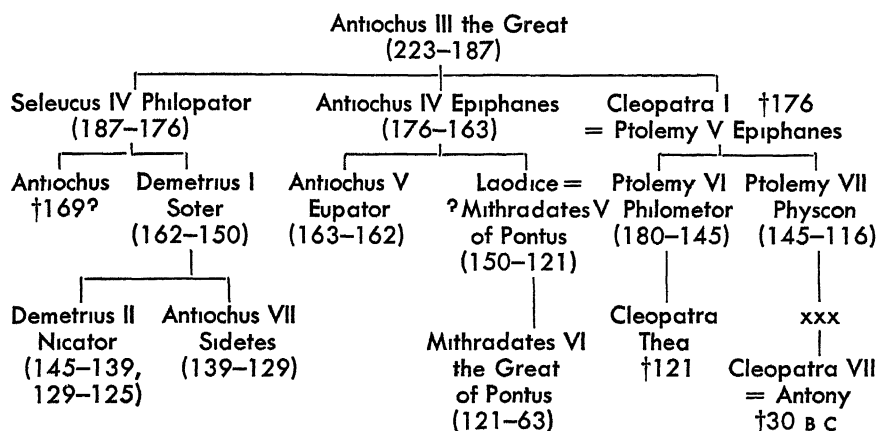 Antiochus III the Great
(223–187)
Seleucus IV Philopator
(187–176)
Antiochus IV Epiphanes
(176–163)
Cleopatra I †176
= Ptolemy V Epiphanes
Antiochus
†169?
Demetrius I
Soter
(162–150)
Antiochus V
Eupator
(163–162)
Laodice =
?Mithradates V
of Pontus
(150–121)
Ptolemy VI
Philometor
(180–145)
Ptolemy VII
Physcon
(145–116)
Demetrius II
Nicator
(145–139,
129–125)
Antiochus VII
Sidetes
(139–129)
Mithradates VI
the Great
of Pontus
(121–63)
Cleopatra
Thea
†121
xxx
Cleopatra VII
= Antony
†30 B C